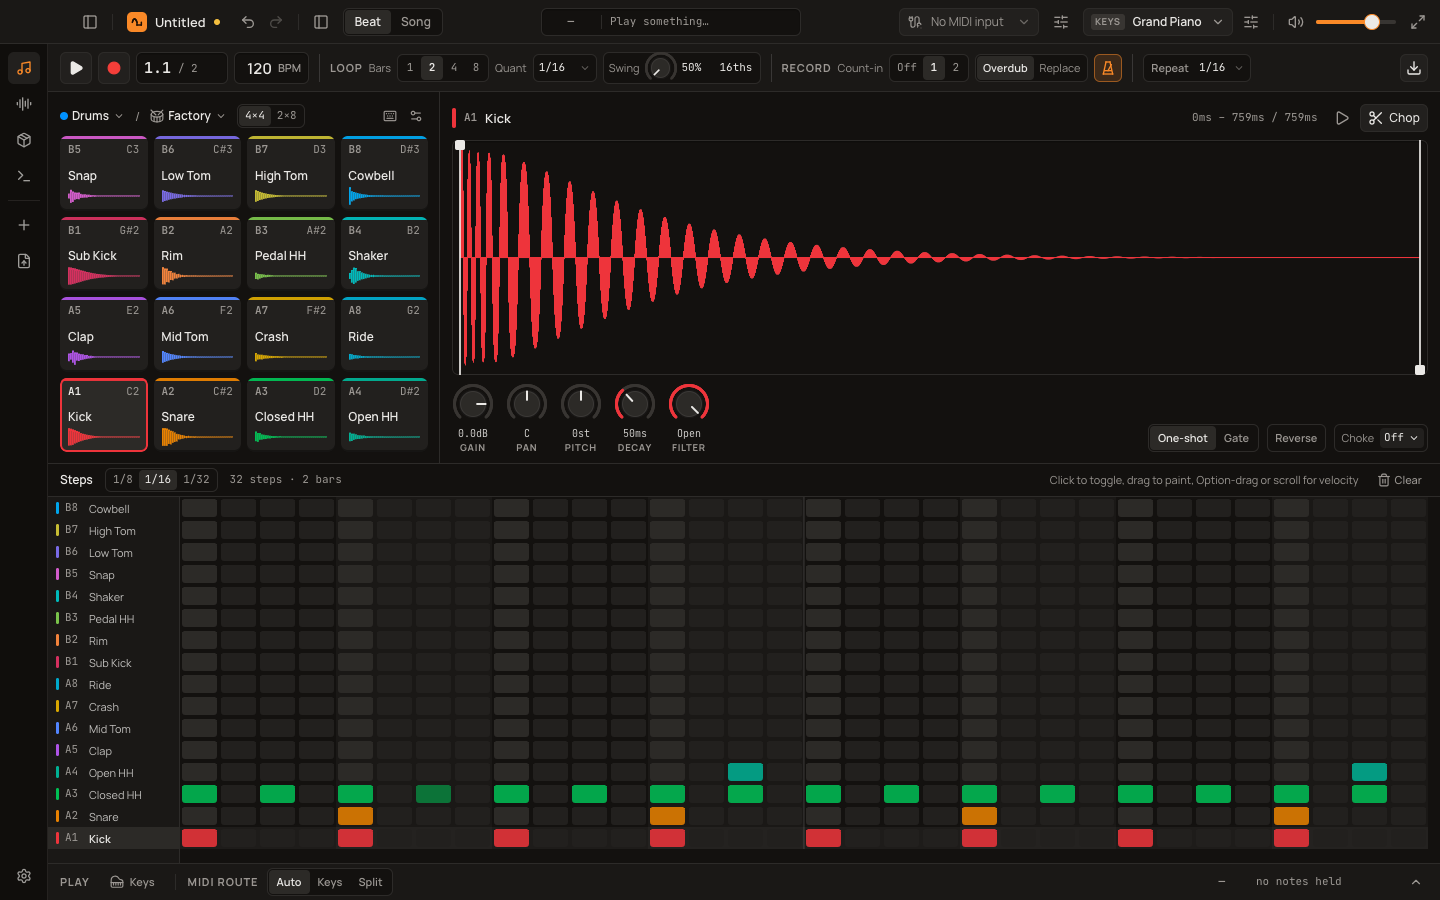 Untitled
Beat Song
– Play something…
No MIDI input
KEYS Grand Piano
1.1 / 2
120 BPM
LOOP Bars 1 2 4 8
Quant 1/16
Swing 50% 16ths
RECORD Count-in Off 1 2
Overdub Replace
Repeat 1/16
Drums / Factory 4×4 2×8
B5 C3 Snap
B6 C#3 Low Tom
B7 D3 High Tom
B8 D#3 Cowbell
B1 G#2 Sub Kick
B2 A2 Rim
B3 A#2 Pedal HH
B4 B2 Shaker
A5 E2 Clap
A6 F2 Mid Tom
A7 F#2 Crash
A8 G2 Ride
A1 C2 Kick
A2 C#2 Snare
A3 D2 Closed HH
A4 D#2 Open HH
A1 Kick
0ms – 759ms / 759ms
Chop
0.0dB C 0st 50ms Open
GAIN PAN PITCH DECAY FILTER
One-shot Gate
Reverse
Choke Off
Steps 1/8 1/16 1/32 32 steps · 2 bars
Click to toggle, drag to paint, Option-drag or scroll for velocity
Clear
B8 Cowbell
B7 High Tom
B6 Low Tom
B5 Snap
B4 Shaker
B3 Pedal HH
B2 Rim
B1 Sub Kick
A8 Ride
A7 Crash
A6 Mid Tom
A5 Clap
A4 Open HH
A3 Closed HH
A2 Snare
A1 Kick
PLAY Keys
MIDI ROUTE Auto Keys Split
– no notes held